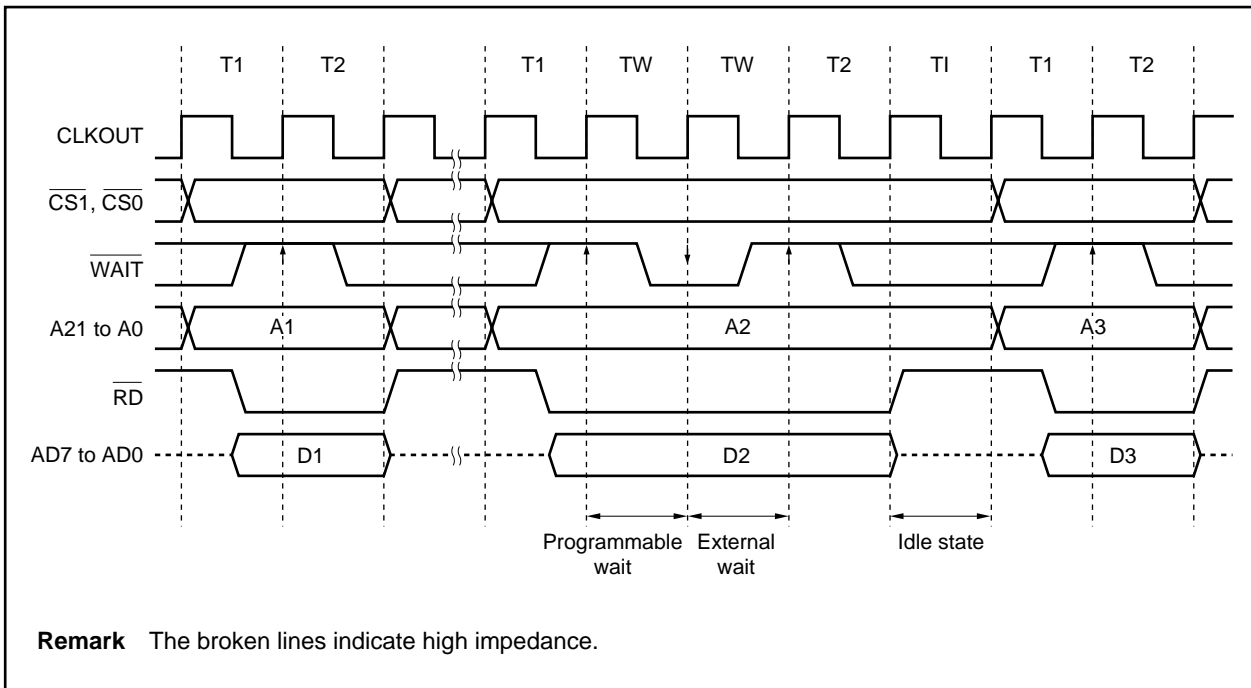 T1 T2 T1 TW TW T2 TI T1 T2
CLKOUT
CS1, CS0
WAIT
A21 to A0 A1 A2 A3
RD
AD7 to AD0 D1 D2 D3
Programmable wait External wait Idle state
Remark The broken lines indicate high impedance.